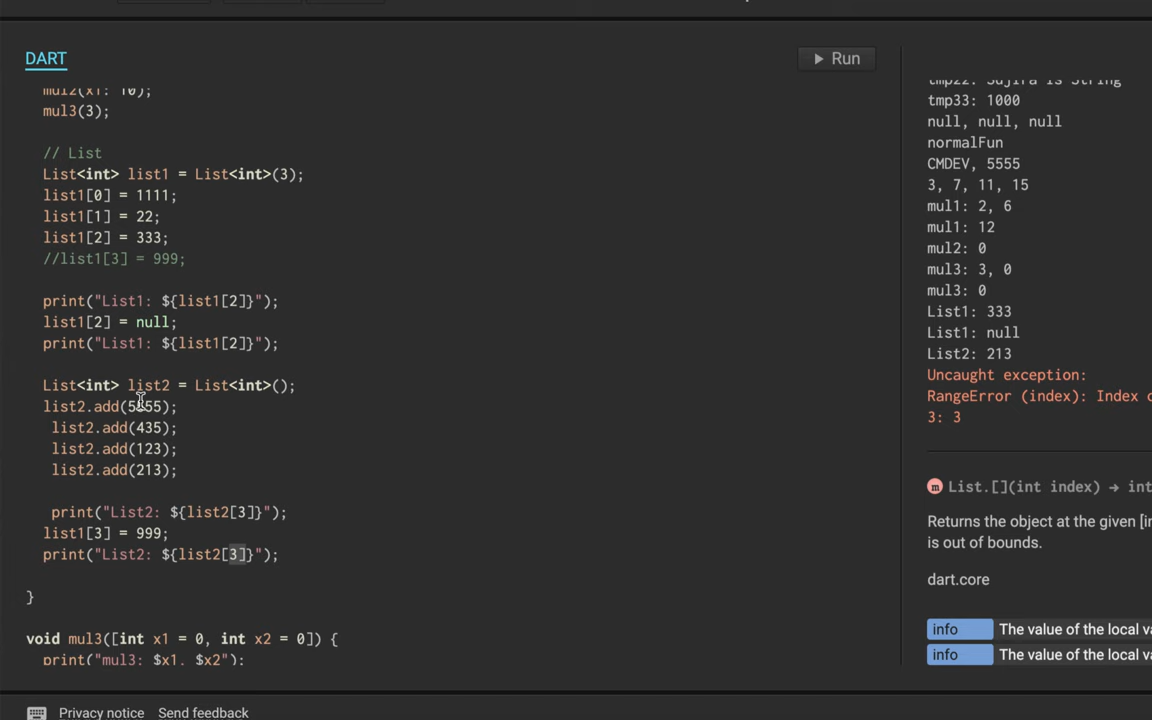 DART
Run
mul2(x1: 10);
mul3(3);
// List
List<int> list1 = List<int>(3);
list1[0] = 1111;
list1[1] = 22;
list1[2] = 333;
//list1[3] = 999;
print("List1: ${list1[2]}");
list1[2] = null;
print("List1: ${list1[2]}");
List<int> list2 = List<int>();
list2.add(5555);
list2.add(435);
list2.add(123);
list2.add(213);
print("List2: ${list2[3]}");
list1[3] = 999;
print("List2: ${list2[3]}");
}
void mul3([int x1 = 0, int x2 = 0]) {
print("mul3: $x1, $x2");
tmp22: Sujira is String
tmp33: 1000
null, null, null
normalFun
CMDEV, 5555
3, 7, 11, 15
mul1: 2, 6
mul1: 12
mul2: 0
mul3: 3, 0
mul3: 0
List1: 333
List1: null
List2: 213
Uncaught exception:
RangeError (index): Index
3: 3
m List.[](int index) → int
Returns the object at the given
is out of bounds.
dart.core
info The value of the local
info The value of the local
Privacy notice Send feedback